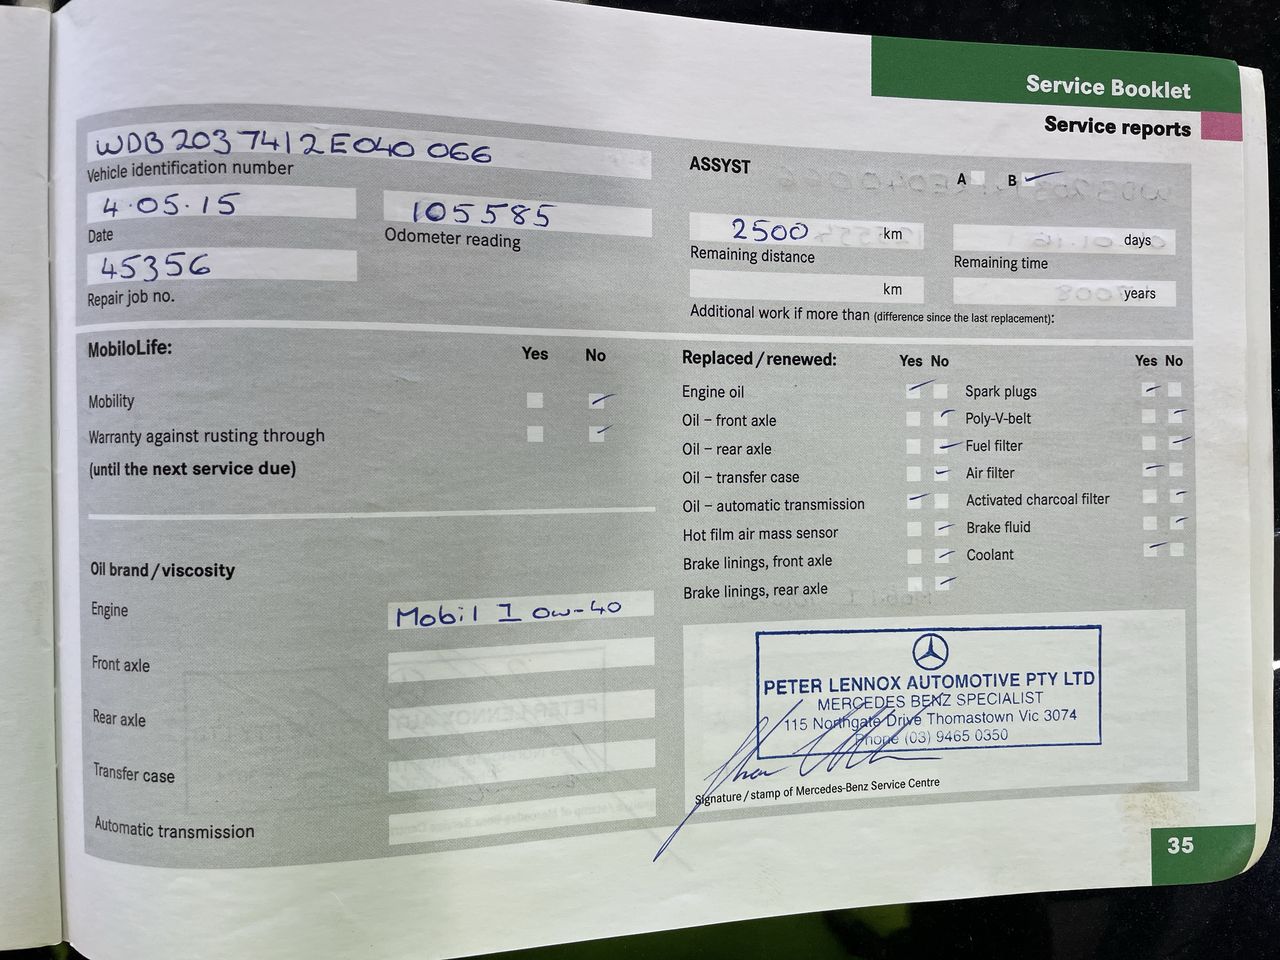 Service Booklet
Service reports
WDB 203 7412E040 066
Vehicle identification number
4.05.15
Date
105585
Odometer reading
45356
Repair job no.
ASSYST
A B
2500 km
Remaining distance
days
Remaining time
km
years
Additional work if more than (difference since the last replacement):
MobiloLife:
Yes No
Mobility
Warranty against rusting through
(until the next service due)
Oil brand/viscosity
Engine
Mobil 1 0w-40
Front axle
Rear axle
Transfer case
Automatic transmission
Replaced/renewed:
Yes No
Engine oil
Oil – front axle
Oil – rear axle
Oil – transfer case
Oil – automatic transmission
Hot film air mass sensor
Brake linings, front axle
Brake linings, rear axle
Yes No
Spark plugs
Poly-V-belt
Fuel filter
Air filter
Activated charcoal filter
Brake fluid
Coolant
PETER LENNOX AUTOMOTIVE PTY LTD
MERCEDES BENZ SPECIALIST
115 Northgate Drive Thomastown Vic 3074
Phone (03) 9465 0350
Signature/stamp of Mercedes-Benz Service Centre
35